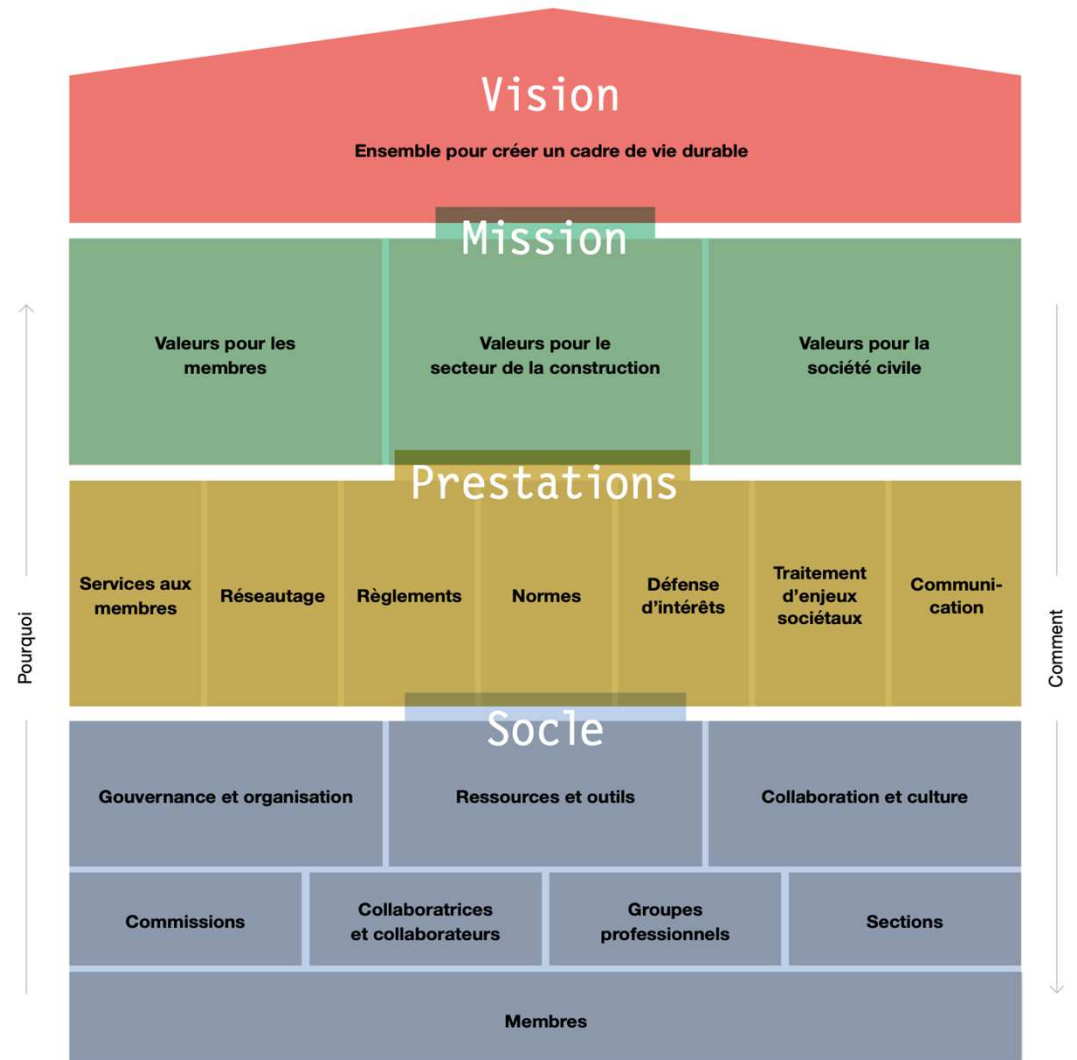 Vision
Ensemble pour créer un cadre de vie durable
Mission
Valeurs pour les
membres
Valeurs pour le
secteur de la construction
Valeurs pour la
société civile
Prestations
Services aux
membres
Réseautage
Règlements
Normes
Défense
d’intérêts
Traitement
d’enjeux
sociétaux
Communi-
cation
Pourquoi
Comment
Socle
Gouvernance et organisation
Ressources et outils
Collaboration et culture
Commissions
Collaboratrices
et collaborateurs
Groupes
professionnels
Sections
Membres